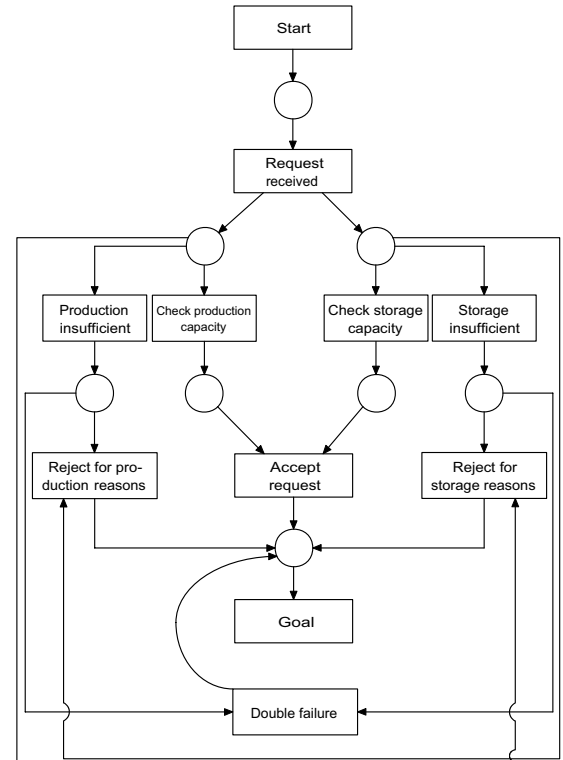 Start
Request
received
Production
insufficient
Check production
capacity
Check storage
capacity
Storage
insufficient
Reject for pro-
duction reasons
Accept
request
Reject for
storage reasons
Goal
Double failure